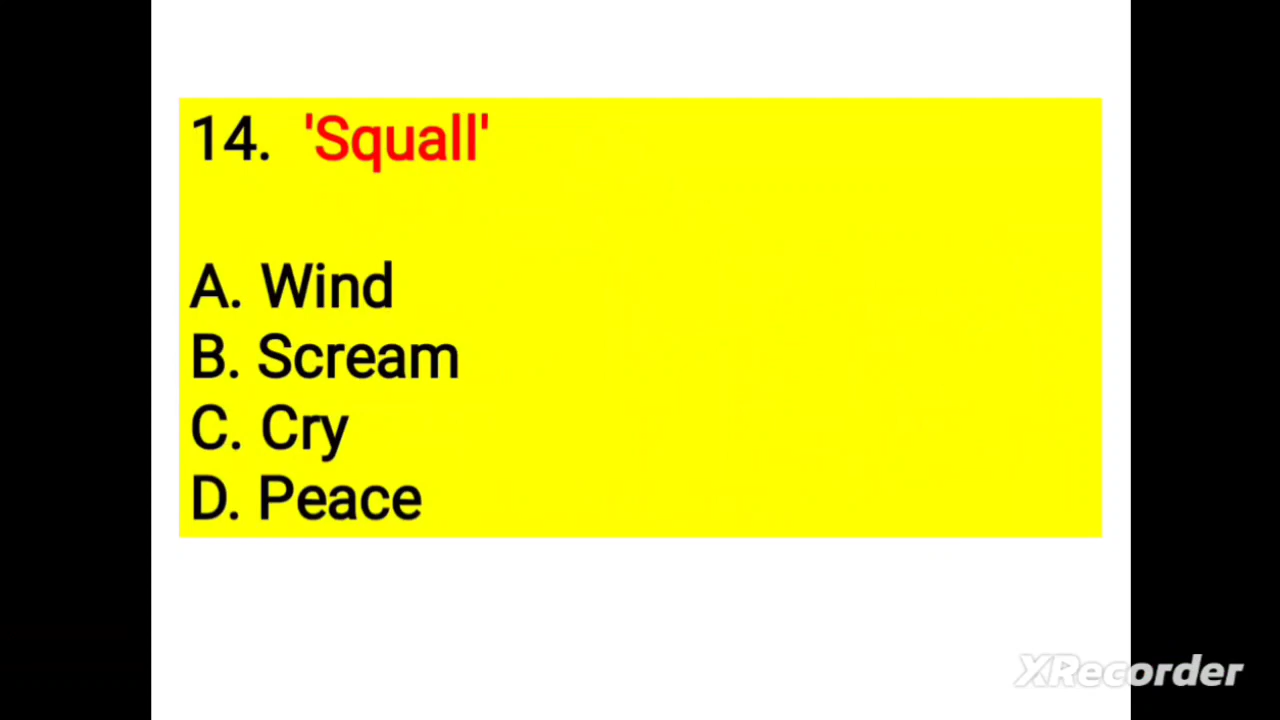 14. 'Squall'
A. Wind
B. Scream
C. Cry
D. Peace
XRecorder